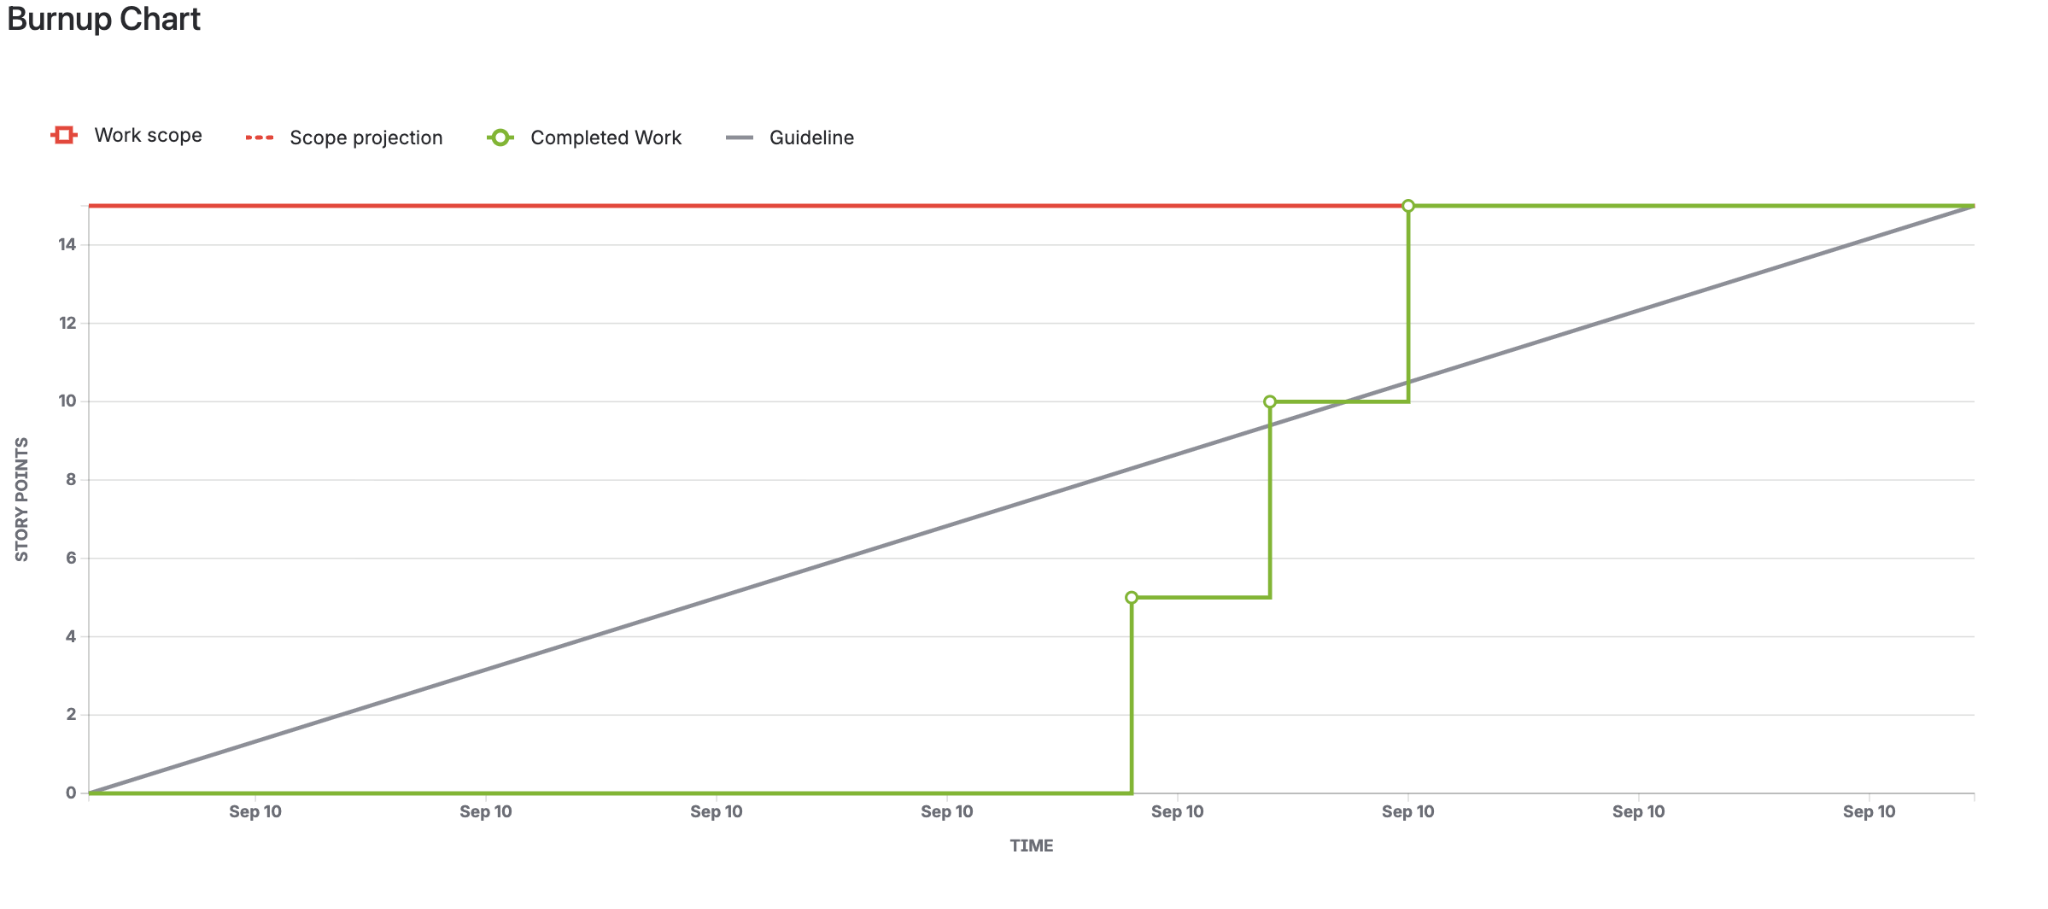 Burnup Chart
Work scope
Scope projection
Completed Work
Guideline
14
12
10
8
6
4
2
0
STORY POINTS
Sep 10 Sep 10 Sep 10 Sep 10 Sep 10 Sep 10 Sep 10 Sep 10
TIME